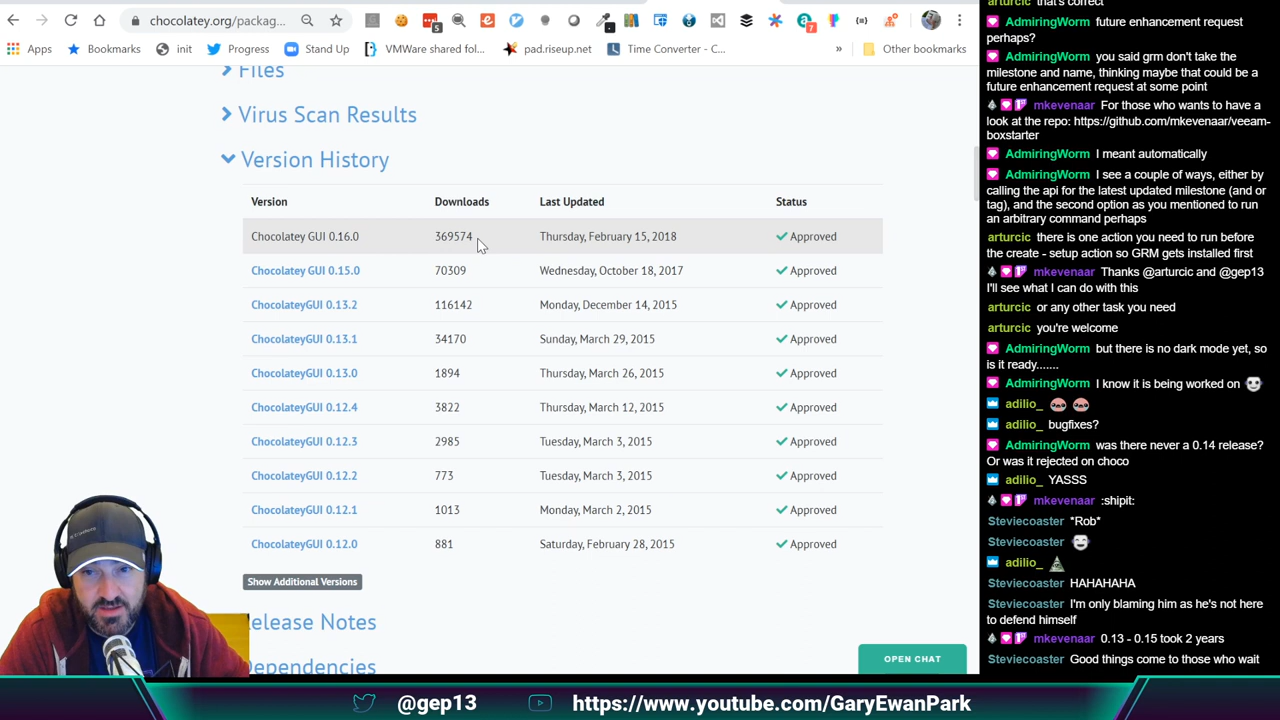 chocolatey.org/packag...
5
7
Apps
Bookmarks
init
Progress
Stand Up
VMWare shared fol...
pad.riseup.net
Time Converter - C...
»
Other bookmarks
Files
Virus Scan Results
Version History
Version Downloads Last Updated Status
Chocolatey GUI 0.16.0 369574 Thursday, February 15, 2018 Approved
Chocolatey GUI 0.15.0 70309 Wednesday, October 18, 2017 Approved
ChocolateyGUI 0.13.2 116142 Monday, December 14, 2015 Approved
ChocolateyGUI 0.13.1 34170 Sunday, March 29, 2015 Approved
ChocolateyGUI 0.13.0 1894 Thursday, March 26, 2015 Approved
ChocolateyGUI 0.12.4 3822 Thursday, March 12, 2015 Approved
ChocolateyGUI 0.12.3 2985 Tuesday, March 3, 2015 Approved
ChocolateyGUI 0.12.2 773 Tuesday, March 3, 2015 Approved
ChocolateyGUI 0.12.1 1013 Monday, March 2, 2015 Approved
ChocolateyGUI 0.12.0 881 Saturday, February 28, 2015 Approved
Show Additional Versions
elease Notes
Dependencies
OPEN CHAT
arturcic that's correct
AdmiringWorm future enhancement request
perhaps?
AdmiringWorm you said grm don't take the
milestone and name, thinking maybe that could be a
future enhancement request at some point
mkevenaar For those who wants to have a
look at the repo: https://github.com/mkevenaar/veeam-
boxstarter
AdmiringWorm I meant automatically
AdmiringWorm I see a couple of ways, either by
calling the api for the latest updated milestone (and or
tag), and the second option as you mentioned to run
an arbitrary command perhaps
arturcic there is one action you need to run before
the create - setup action so GRM gets installed first
mkevenaar Thanks @arturcic and @gep13
I'll see what I can do with this
arturcic or any other task you need
arturcic you're welcome
AdmiringWorm but there is no dark mode yet, so
is it ready.......
AdmiringWorm I know it is being worked on
adilio_
adilio_ bugfixes?
AdmiringWorm was there never a 0.14 release?
Or was it rejected on choco
adilio_ YASSS
mkevenaar :shipit:
Steviecoaster *Rob*
Steviecoaster
adilio_
Steviecoaster HAHAHAHA
Steviecoaster I'm only blaming him as he's not here
to defend himself
mkevenaar 0.13 - 0.15 took 2 years
Steviecoaster Good things come to those who wait
@gep13
https://www.youtube.com/GaryEwanPark